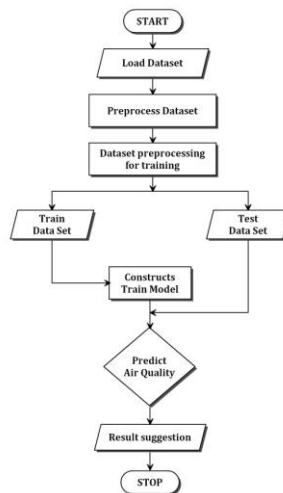 START
Load Dataset
Preprocess Dataset
Dataset preprocessing
for training
Train
Data Set
Test
Data Set
Constructs
Train Model
Predict
Air Quality
Result suggestion
STOP